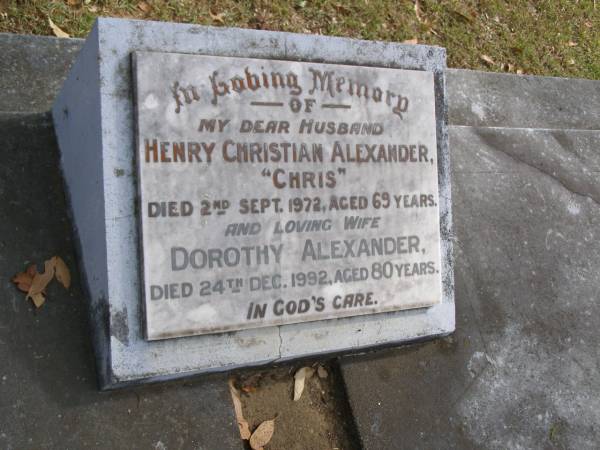 In Loving Memory
OF
MY DEAR HUSBAND
HENRY CHRISTIAN ALEXANDER,
"CHRIS"
DIED 2ND SEPT. 1972, AGED 69 YEARS.
AND LOVING WIFE
DOROTHY ALEXANDER,
DIED 24TH DEC. 1992, AGED 80 YEARS.
IN GOD'S CARE.